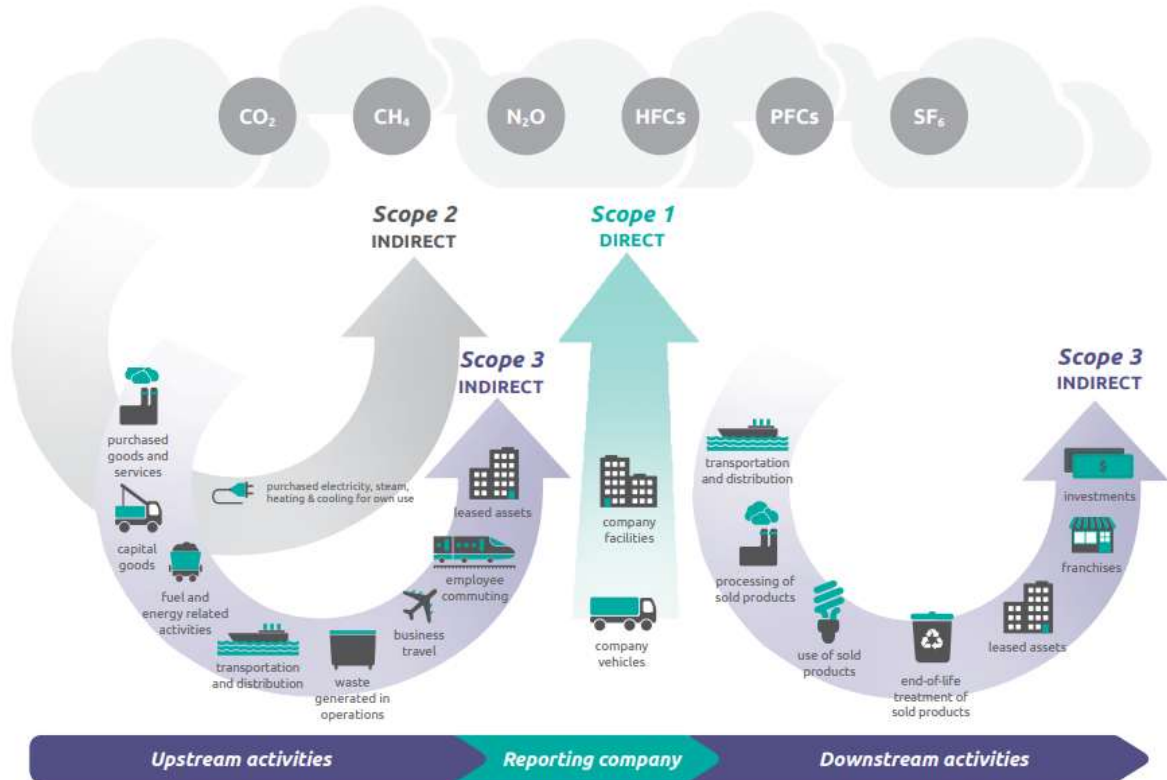 CO₂
CH₄
N₂O
HFCs
PFCs
SF₆
Scope 2
INDIRECT
Scope 1
DIRECT
Scope 3
INDIRECT
Scope 3
INDIRECT
purchased
goods and
services
capital
goods
fuel and
energy related
activities
purchased electricity, steam,
heating & cooling for own use
transportation
and distribution
waste
generated in
operations
business
travel
employee
commuting
leased assets
company
facilities
company
vehicles
transportation
and distribution
processing of
sold products
use of sold
products
end-of-life
treatment of
sold products
leased assets
franchises
$
investments
Upstream activities
Reporting company
Downstream activities